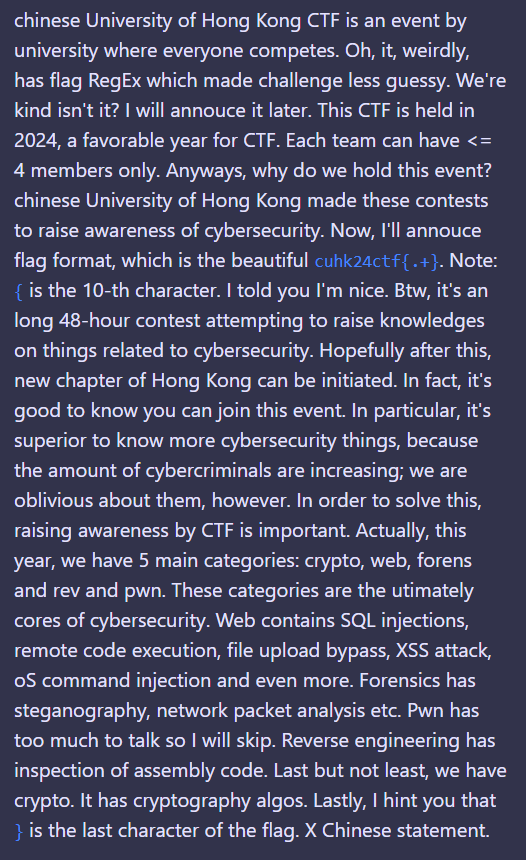 chinese University of Hong Kong CTF is an event by
university where everyone competes. Oh, it, weirdly,
has flag RegEx which made challenge less guessy. We're
kind isn't it? I will annouce it later. This CTF is held in
2024, a favorable year for CTF. Each team can have <=
4 members only. Anyways, why do we hold this event?
chinese University of Hong Kong made these contests
to raise awareness of cybersecurity. Now, I'll annouce
flag format, which is the beautiful cuhk24ctf{.+}. Note:
{ is the 10-th character. I told you I'm nice. Btw, it's an
long 48-hour contest attempting to raise knowledges
on things related to cybersecurity. Hopefully after this,
new chapter of Hong Kong can be initiated. In fact, it's
good to know you can join this event. In particular, it's
superior to know more cybersecurity things, because
the amount of cybercriminals are increasing; we are
oblivious about them, however. In order to solve this,
raising awareness by CTF is important. Actually, this
year, we have 5 main categories: crypto, web, forens
and rev and pwn. These categories are the utimately
cores of cybersecurity. Web contains SQL injections,
remote code execution, file upload bypass, XSS attack,
oS command injection and even more. Forensics has
steganography, network packet analysis etc. Pwn has
too much to talk so I will skip. Reverse engineering has
inspection of assembly code. Last but not least, we have
crypto. It has cryptography algos. Lastly, I hint you that
} is the last character of the flag. X Chinese statement.